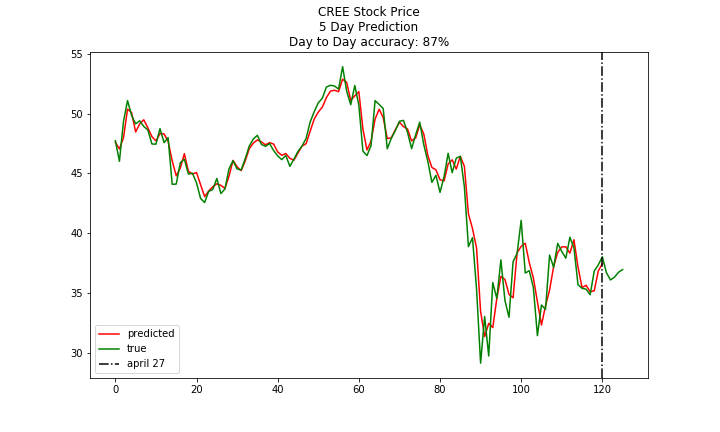 CREE Stock Price
5 Day Prediction
Day to Day accuracy: 87%
55
50
45
40
35
30
predicted
true
april 27
0 20 40 60 80 100 120